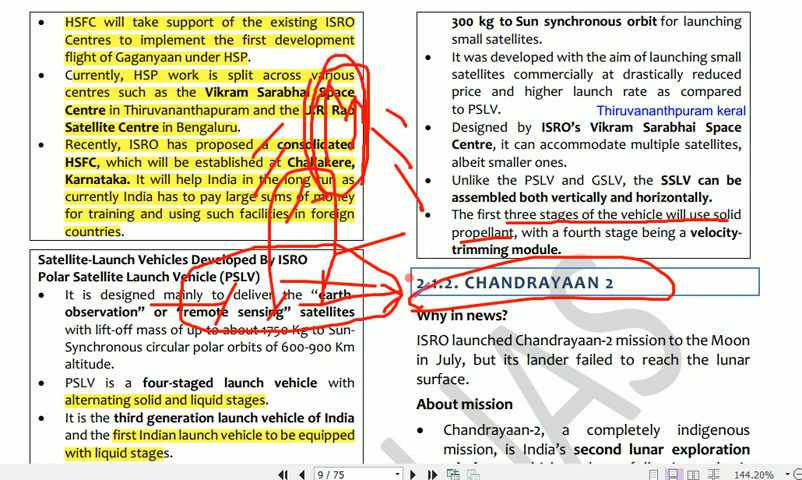 HSFC will take support of the existing ISRO
Centres to implement the first development
flight of Gaganyaan under HSP.
Currently, HSP work is split across various
centres such as the Vikram Sarabhai Space
Centre in Thiruvananthapuram and the U.R Rao
Satellite Centre in Bengaluru.
Recently, ISRO has proposed a consolidated
HSFC, which will be established at Challakere,
Karnataka. It will help India in the long run as
currently India has to pay large sums of money
for training and using such facilities in foreign
countries.
Satellite-Launch Vehicles Developed By ISRO
Polar Satellite Launch Vehicle (PSLV)
It is designed mainly to deliver the “earth-
observation” or “remote sensing” satellites
with lift-off mass of up to about 1750 Kg to Sun-
Synchronous circular polar orbits of 600-900 Km
altitude.
PSLV is a four-staged launch vehicle with
alternating solid and liquid stages.
It is the third generation launch vehicle of India
and the first Indian launch vehicle to be equipped
with liquid stages.
300 kg to Sun synchronous orbit for launching
small satellites.
It was developed with the aim of launching small
satellites commercially at drastically reduced
price and higher launch rate as compared
to PSLV.
Thiruvananthpuram keral
Designed by ISRO’s Vikram Sarabhai Space
Centre, it can accommodate multiple satellites,
albeit smaller ones.
Unlike the PSLV and GSLV, the SSLV can be
assembled both vertically and horizontally.
The first three stages of the vehicle will use solid
propellant, with a fourth stage being a velocity-
trimming module.
2.1.2. CHANDRAYAAN 2
Why in news?
ISRO launched Chandrayaan-2 mission to the Moon
in July, but its lander failed to reach the lunar
surface.
About mission
Chandrayaan-2, a completely indigenous
mission, is India’s second lunar exploration
9 / 75
144.20%